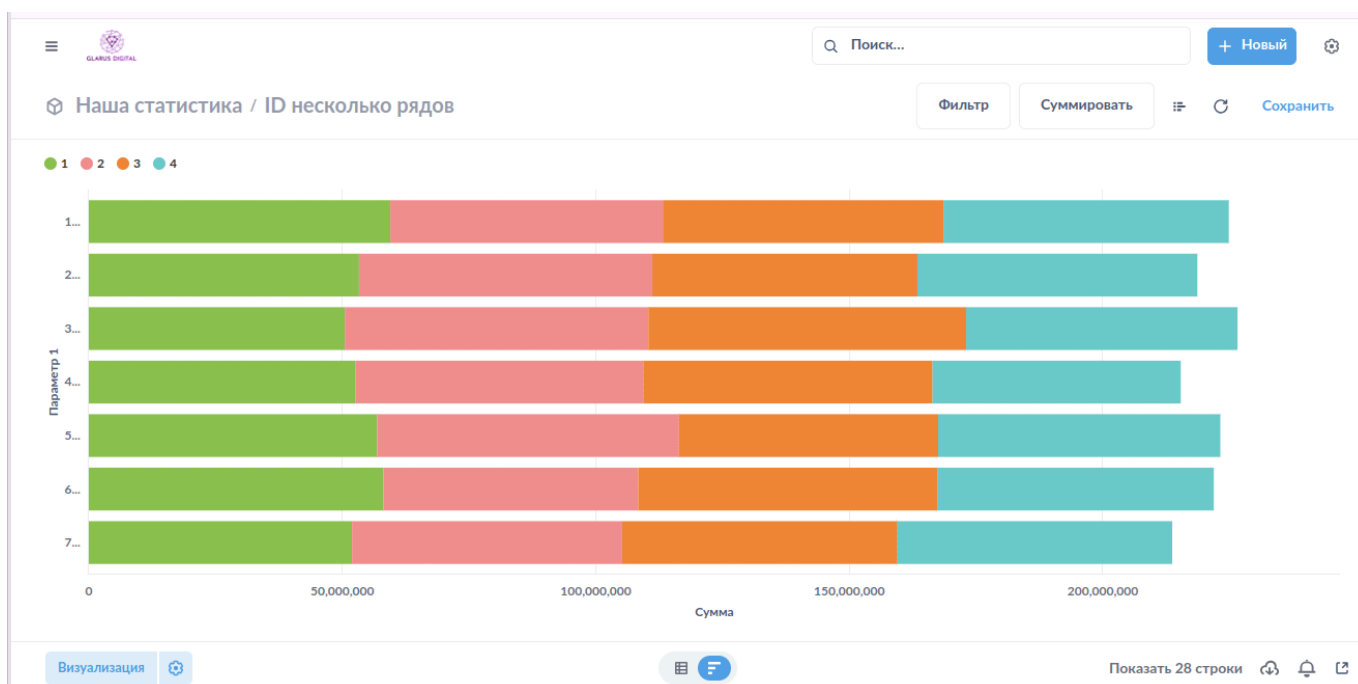 Поиск...
+ Новый
GLARUS DIGITAL
Наша статистика / ID несколько рядов
Фильтр
Суммировать
Сохранить
1 2 3 4
1...
2...
3...
4...
5...
6...
7...
Параметр 1
0 50,000,000 100,000,000 150,000,000 200,000,000
Сумма
Визуализация
Показать 28 строки